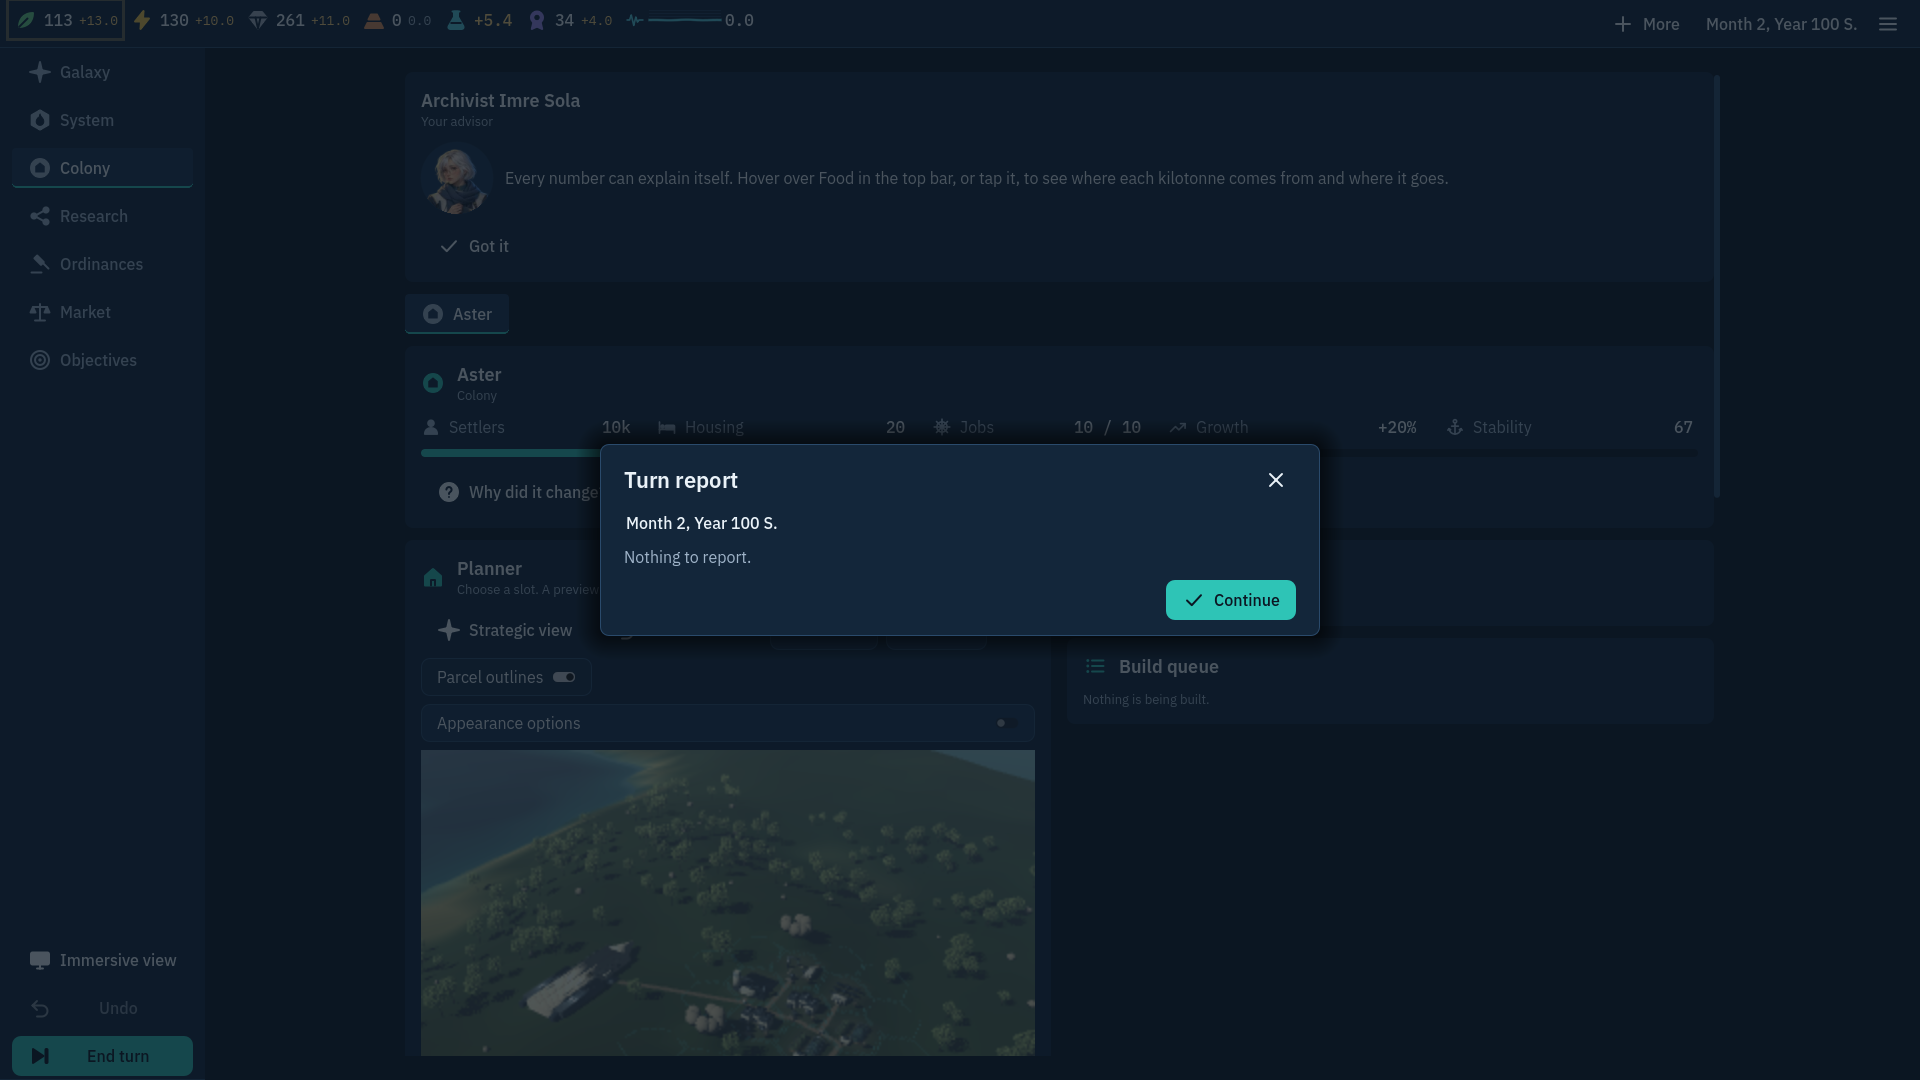 113 +13.0 130 +10.0 261 +11.0 0 0.0 +5.4 34 +4.0 0.0 More Month 2, Year 100 S.
Galaxy
System
Colony
Research
Ordinances
Market
Objectives
Immersive view
Undo
End turn
Archivist Imre Sola
Your advisor
Every number can explain itself. Hover over Food in the top bar, or tap it, to see where each kilotonne comes from and where it goes.
Got it
Aster
Aster
Colony
Settlers 10k Housing 20 Jobs 10 / 10 Growth +20% Stability 67
Why did it change
Turn report
Month 2, Year 100 S.
Nothing to report.
Continue
Planner
Choose a slot. A preview
Strategic view
Parcel outlines
Appearance options
Build queue
Nothing is being built.